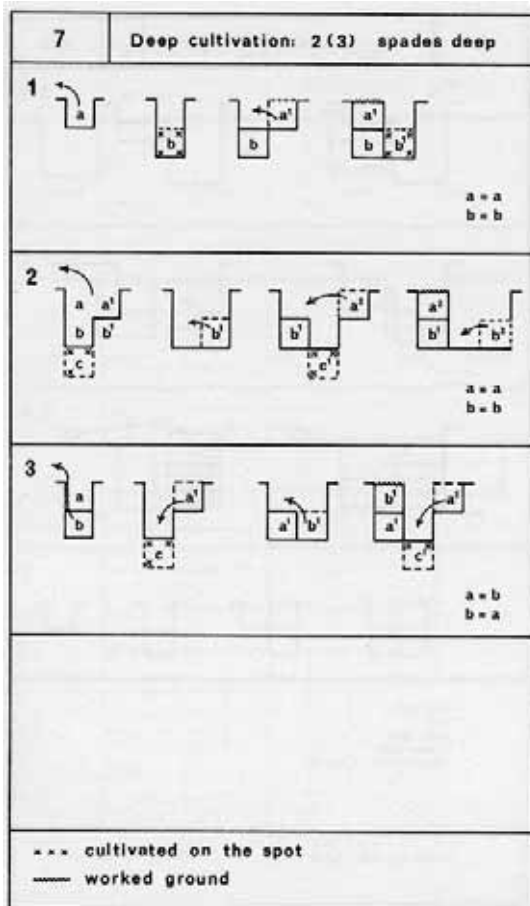 7
Deep cultivation: 2(3) spades deep
1
a
b
a¹
b
a¹
b
b¹
a = a
b = b
2
a
a¹
b
b¹
c
b¹
a²
b¹
c¹
a²
b¹
b²
a = a
b = b
3
a
b
a¹
c
a¹
b¹
b¹
a²
a¹
c¹
a = b
b = a
××× cultivated on the spot
worked ground